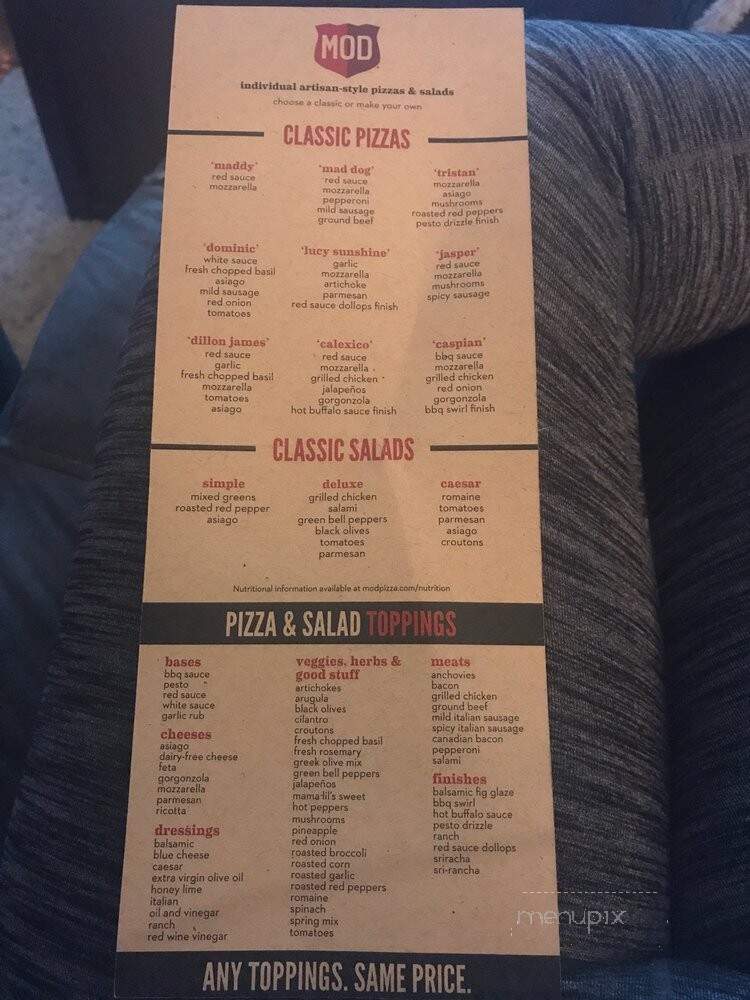 MOD
individual artisan-style pizzas & salads
choose a classic or make your own
CLASSIC PIZZAS
'maddy'
red sauce
mozzarella
'mad dog'
red sauce
mozzarella
pepperoni
mild sausage
ground beef
'tristan'
mozzarella
asiago
mushrooms
roasted red peppers
pesto drizzle finish
'dominic'
white sauce
fresh chopped basil
asiago
mild sausage
red onion
tomatoes
'lucy sunshine'
garlic
mozzarella
artichoke
parmesan
red sauce dollops finish
'jasper'
red sauce
mozzarella
mushrooms
spicy sausage
'dillon james'
red sauce
garlic
fresh chopped basil
mozzarella
tomatoes
asiago
'calexico'
red sauce
mozzarella
grilled chicken
jalapeños
gorgonzola
hot buffalo sauce finish
'caspian'
bbq sauce
mozzarella
grilled chicken
red onion
gorgonzola
bbq swirl finish
CLASSIC SALADS
simple
mixed greens
roasted red pepper
asiago
deluxe
grilled chicken
salami
green bell peppers
black olives
tomatoes
parmesan
caesar
romaine
tomatoes
parmesan
asiago
croutons
Nutritional information available at modpizza.com/nutrition
PIZZA & SALAD TOPPINGS
bases
bbq sauce
pesto
red sauce
white sauce
garlic rub
cheeses
asiago
dairy-free cheese
feta
gorgonzola
mozzarella
parmesan
ricotta
dressings
balsamic
blue cheese
caesar
extra virgin olive oil
honey lime
italian
oil and vinegar
ranch
red wine vinegar
veggies, herbs &
good stuff
artichokes
arugula
black olives
cilantro
croutons
fresh chopped basil
fresh rosemary
greek olive mix
green bell peppers
jalapeños
mama lil's sweet
hot peppers
mushrooms
pineapple
red onion
roasted broccoli
roasted corn
roasted garlic
roasted red peppers
romaine
spinach
spring mix
tomatoes
meats
anchovies
bacon
grilled chicken
ground beef
mild italian sausage
spicy italian sausage
canadian bacon
pepperoni
salami
finishes
balsamic fig glaze
bbq swirl
hot buffalo sauce
pesto drizzle
ranch
red sauce dollops
sriracha
sri-rancha
menupix
ANY TOPPINGS. SAME PRICE.